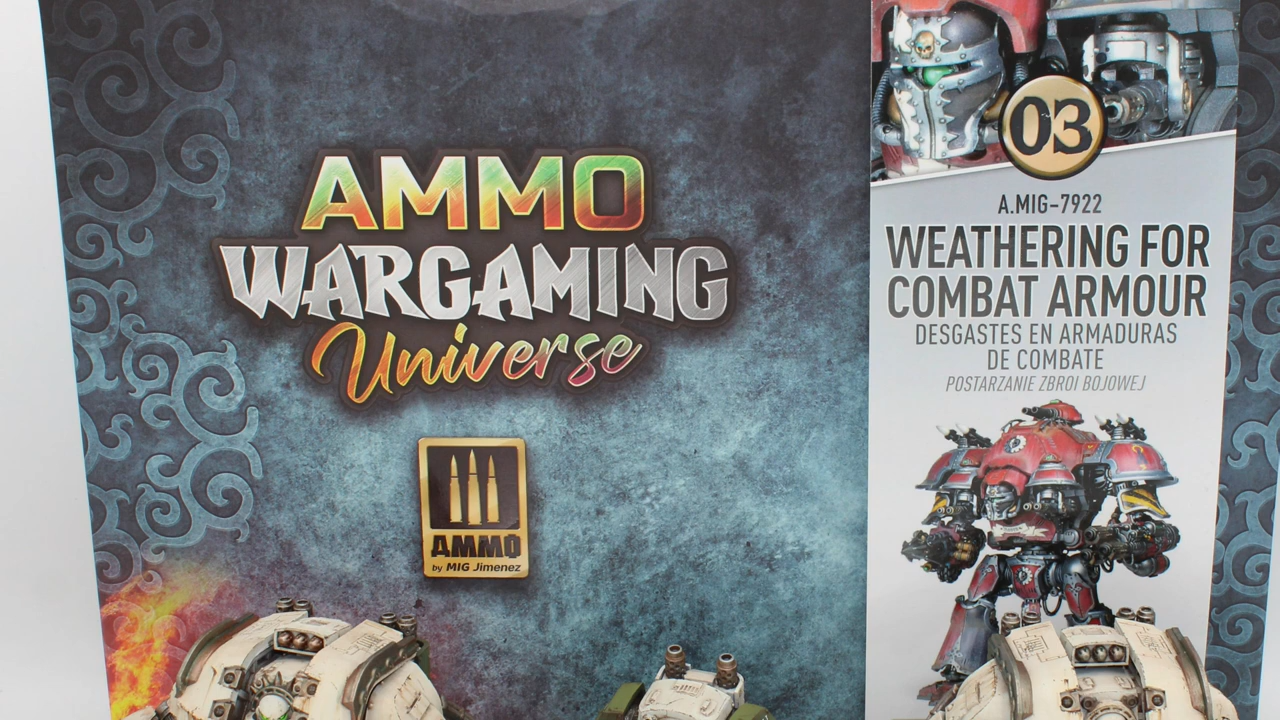 AMMO
WARGAMING
Universe
AMMO
by MIG Jimenez
03
A.MIG-7922
WEATHERING FOR
COMBAT ARMOUR
DESGASTES EN ARMADURAS
DE COMBATE
POSTARZANIE ZBROI BOJOWEJ